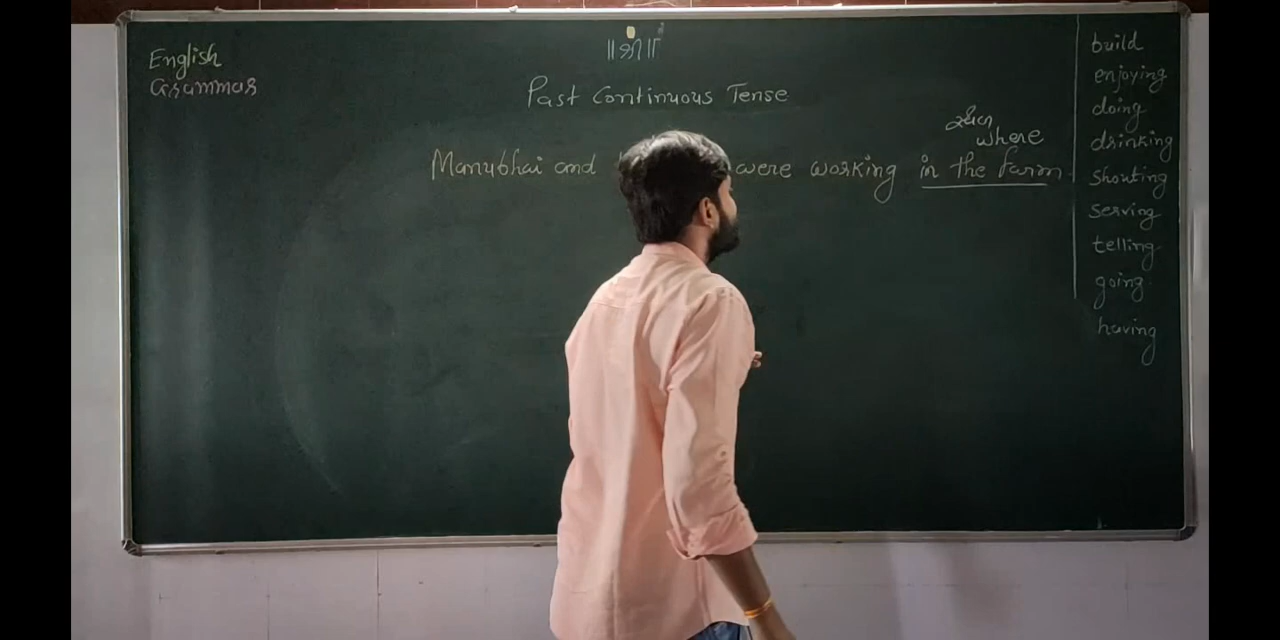 English
Grammar
॥શ્રી॥
Past Continuous Tense
સ્થળ
where
Manubhai and were working in the farm.
build
enjoying
doing
drinking
shouting
serving
telling
going
having